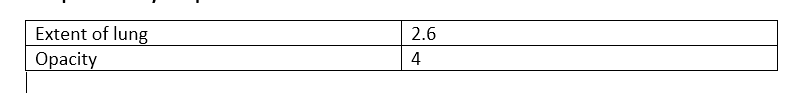 Extent of lung 2.6
Opacity 4